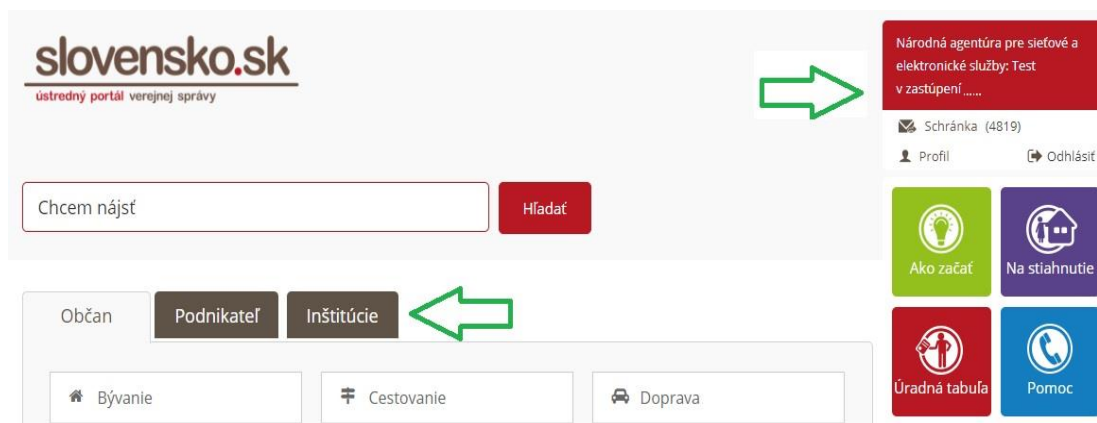 slovensko.sk
ústredný portál verejnej správy
Národná agentúra pre sieťové a
elektronické služby: Test
v zastúpení ......
Schránka (4819)
Profil
Odhlásiť
Chcem nájsť
Hľadať
Ako začať
Na stiahnutie
Občan
Podnikateľ
Inštitúcie
Úradná tabuľa
Pomoc
Bývanie
Cestovanie
Doprava